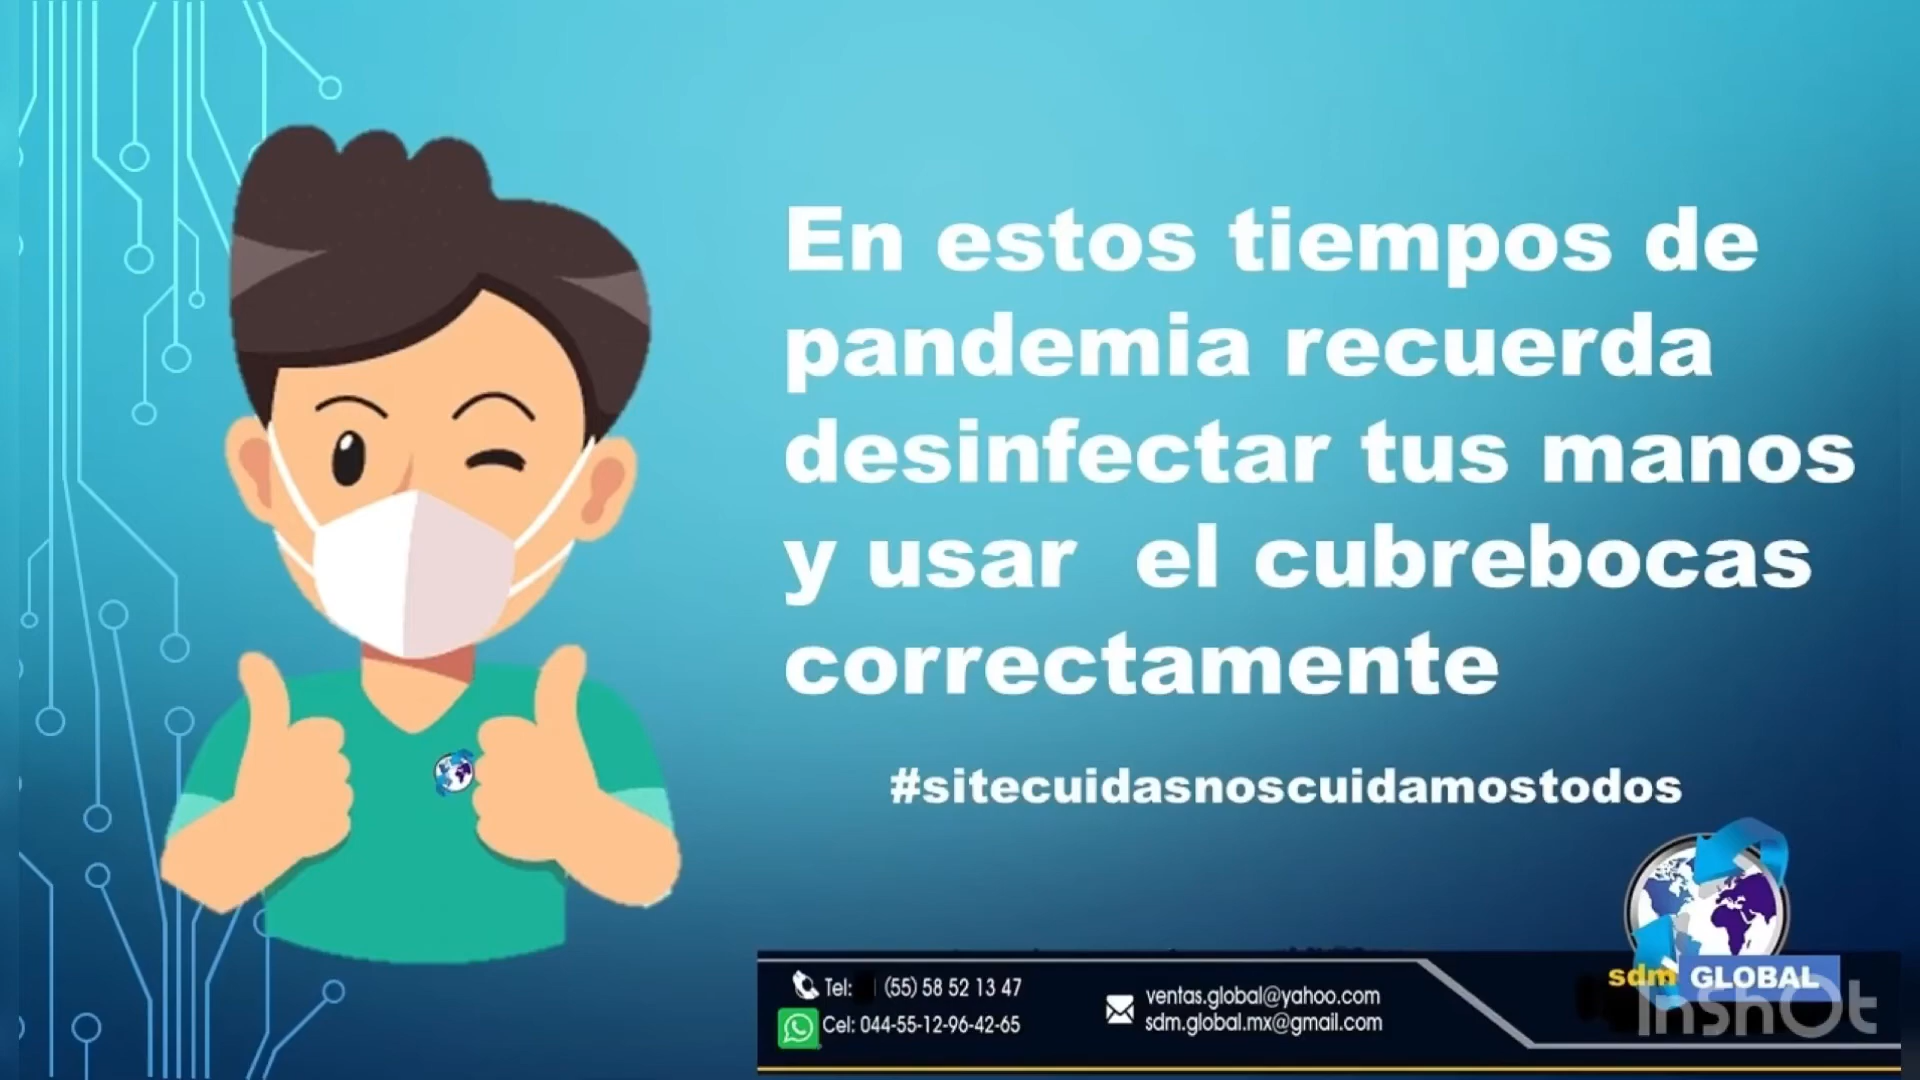 En estos tiempos de
pandemia recuerda
desinfectar tus manos
y usar el cubrebocas
correctamente
#sitecuidasnoscuidamostodos
Tel: (55) 58 52 13 47
Cel: 044-55-12-96-42-65
ventas.global@yahoo.com
sdm.global.mx@gmail.com
sdm GLOBAL
InShOt